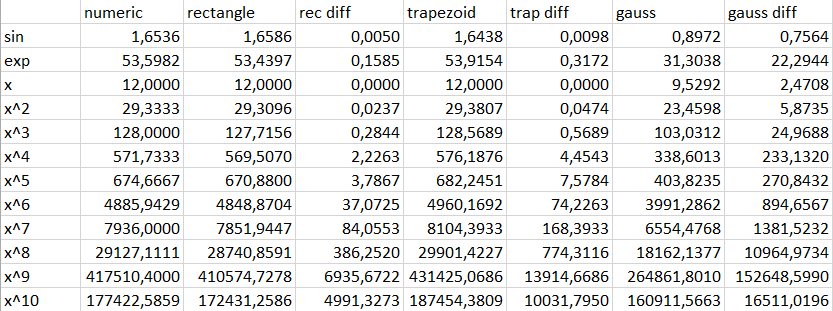 numeric rectangle rec diff trapezoid trap diff gauss gauss diff
sin 1,6536 1,6586 0,0050 1,6438 0,0098 0,8972 0,7564
exp 53,5982 53,4397 0,1585 53,9154 0,3172 31,3038 22,2944
x 12,0000 12,0000 0,0000 12,0000 0,0000 9,5292 2,4708
x^2 29,3333 29,3096 0,0237 29,3807 0,0474 23,4598 5,8735
x^3 128,0000 127,7156 0,2844 128,5689 0,5689 103,0312 24,9688
x^4 571,7333 569,5070 2,2263 576,1876 4,4543 338,6013 233,1320
x^5 674,6667 670,8800 3,7867 682,2451 7,5784 403,8235 270,8432
x^6 4885,9429 4848,8704 37,0725 4960,1692 74,2263 3991,2862 894,6567
x^7 7936,0000 7851,9447 84,0553 8104,3933 168,3933 6554,4768 1381,5232
x^8 29127,1111 28740,8591 386,2520 29901,4227 774,3116 18162,1377 10964,9734
x^9 417510,4000 410574,7278 6935,6722 431425,0686 13914,6686 264861,8010 152648,5990
x^10 177422,5859 172431,2586 4991,3273 187454,3809 10031,7950 160911,5663 16511,0196